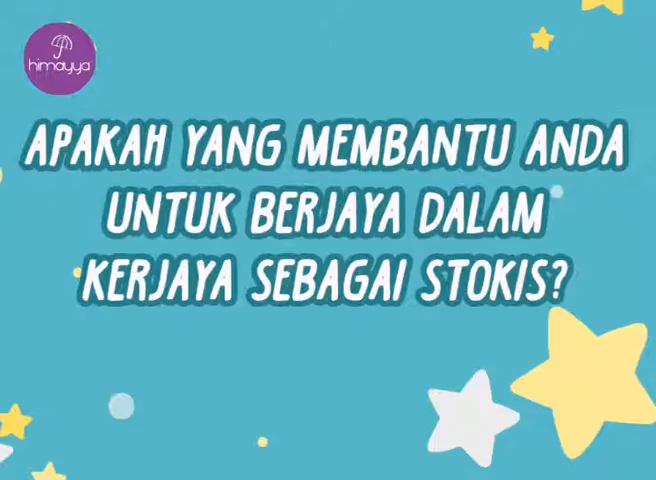 himayya
APAKAH YANG MEMBANTU ANDA
UNTUK BERJAYA DALAM
KERJAYA SEBAGAI STOKIS?